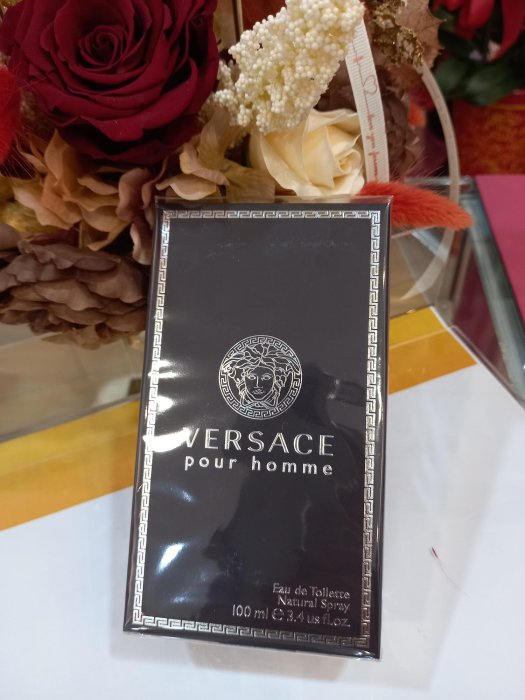 VERSACE
pour homme
Eau de Toilette
Natural Spray
100 ml ℮ 3.4 us fl.oz.